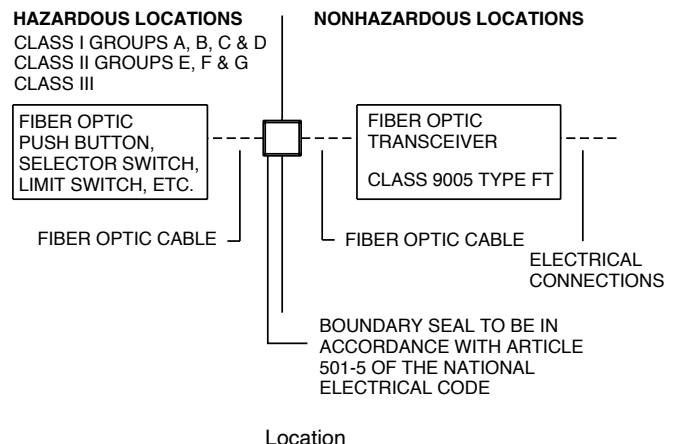 HAZARDOUS LOCATIONS
CLASS I GROUPS A, B, C & D
CLASS II GROUPS E, F & G
CLASS III
NONHAZARDOUS LOCATIONS
FIBER OPTIC
PUSH BUTTON,
SELECTOR SWITCH,
LIMIT SWITCH, ETC.
FIBER OPTIC
TRANSCEIVER
CLASS 9005 TYPE FT
FIBER OPTIC CABLE
FIBER OPTIC CABLE
ELECTRICAL
CONNECTIONS
BOUNDARY SEAL TO BE IN
ACCORDANCE WITH ARTICLE
501-5 OF THE NATIONAL
ELECTRICAL CODE
Location